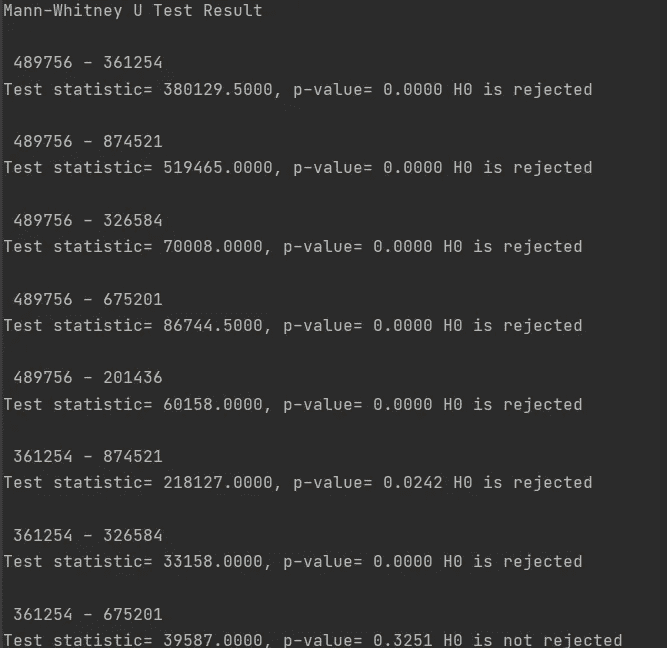 Mann-Whitney U Test Result
489756 - 361254
Test statistic= 380129.5000, p-value= 0.0000 H0 is rejected
489756 - 874521
Test statistic= 519465.0000, p-value= 0.0000 H0 is rejected
489756 - 326584
Test statistic= 70008.0000, p-value= 0.0000 H0 is rejected
489756 - 675201
Test statistic= 86744.5000, p-value= 0.0000 H0 is rejected
489756 - 201436
Test statistic= 60158.0000, p-value= 0.0000 H0 is rejected
361254 - 874521
Test statistic= 218127.0000, p-value= 0.0242 H0 is rejected
361254 - 326584
Test statistic= 33158.0000, p-value= 0.0000 H0 is rejected
361254 - 675201
Test statistic= 39587.0000, p-value= 0.3251 H0 is not rejected